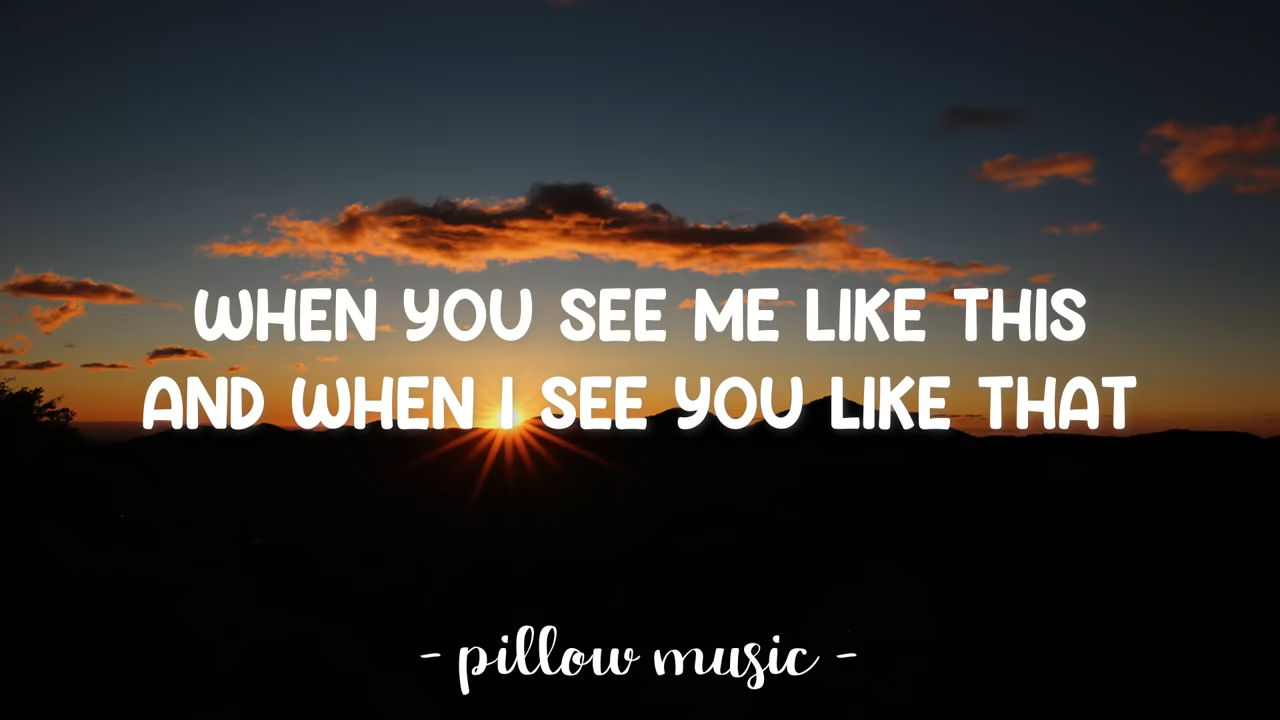 WHEN YOU SEE ME LIKE THIS
AND WHEN I SEE YOU LIKE THAT
- pillow music -